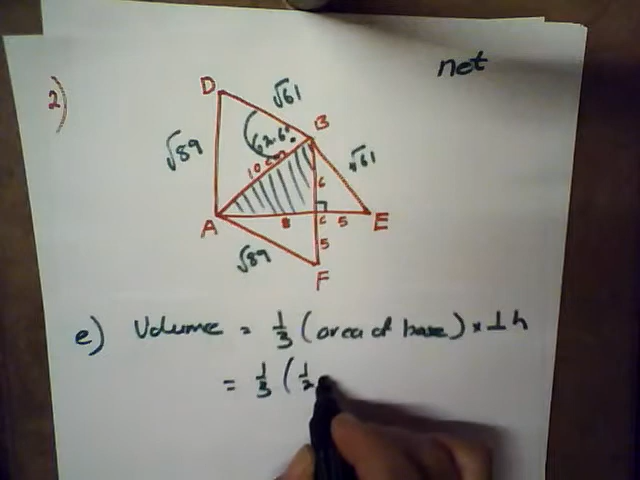 net
2)
D
√61
B
√89
62.6°
10cm
√61
6
A
8
C
5
E
5
√89
F
e) Volume = 1/3 (area of base) × ⊥h
= 1/3 (1/2